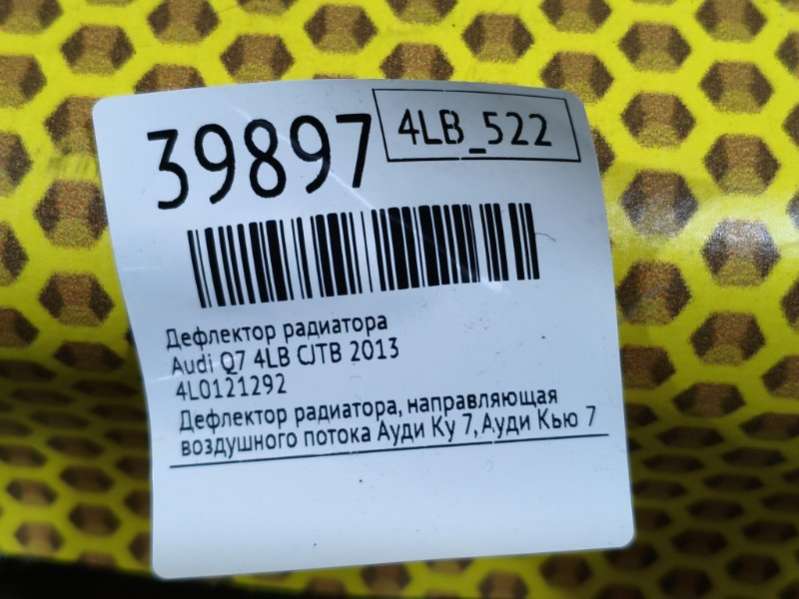 39897
4LB_522
Дефлектор радиатора
Audi Q7 4LB CJTB 2013
4L0121292
Дефлектор радиатора, направляющая
воздушного потока Ауди Ку 7, Ауди Кью 7